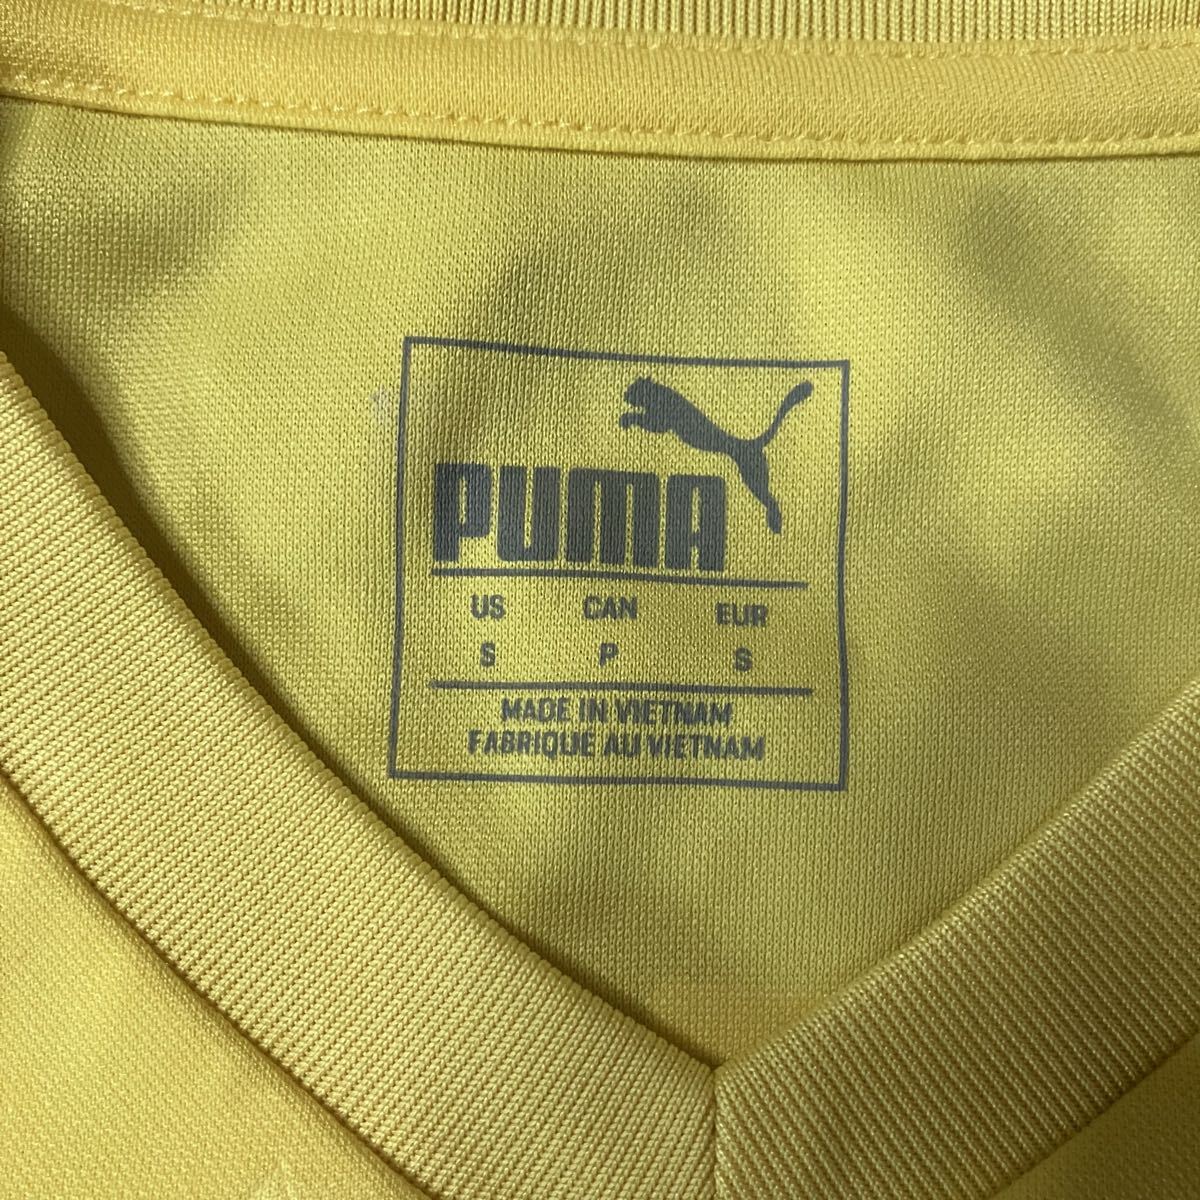 PUMA
US CAN EUR
S P S
MADE IN VIETNAM
FABRIQUE AU VIETNAM